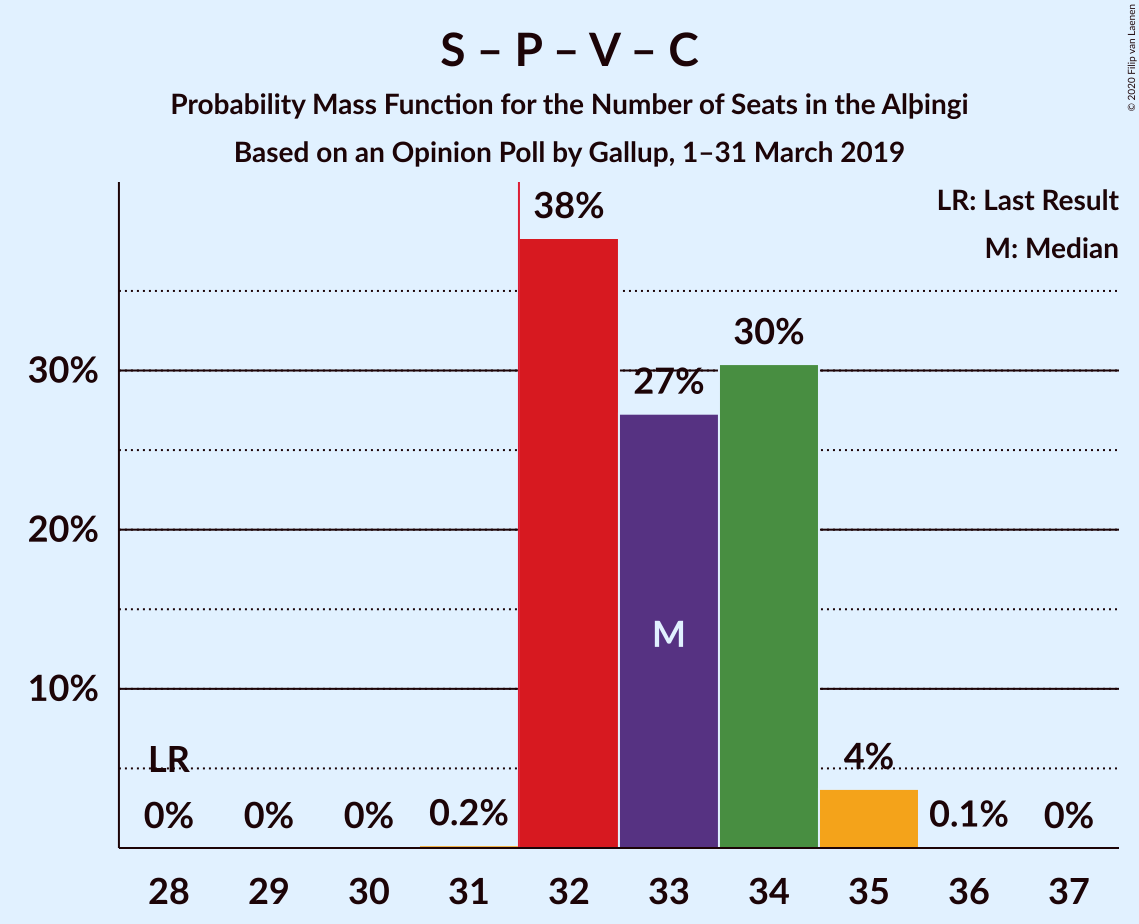 S – P – V – C
Probability Mass Function for the Number of Seats in the Alþingi
Based on an Opinion Poll by Gallup, 1–31 March 2019
© 2020 Filip van Laenen
LR: Last Result
M: Median
38%
30%
27%
30%
20%
M
10%
LR
4%
0%
0%
0%
0.2%
0.1%
0%
28
29
30
31
32
33
34
35
36
37